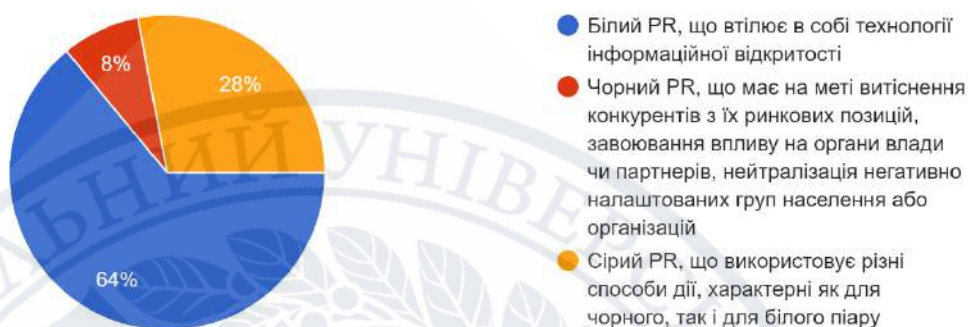 8%
28%
64%
Білий PR, що втілює в собі технології
інформаційної відкритості
Чорний PR, що має на меті витіснення
конкурентів з їх ринкових позицій,
завоювання впливу на органи влади
чи партнерів, нейтралізація негативно
налаштованих груп населення або
організацій
Сірий PR, що використовує різні
способи дії, характерні як для
чорного, так і для білого піару